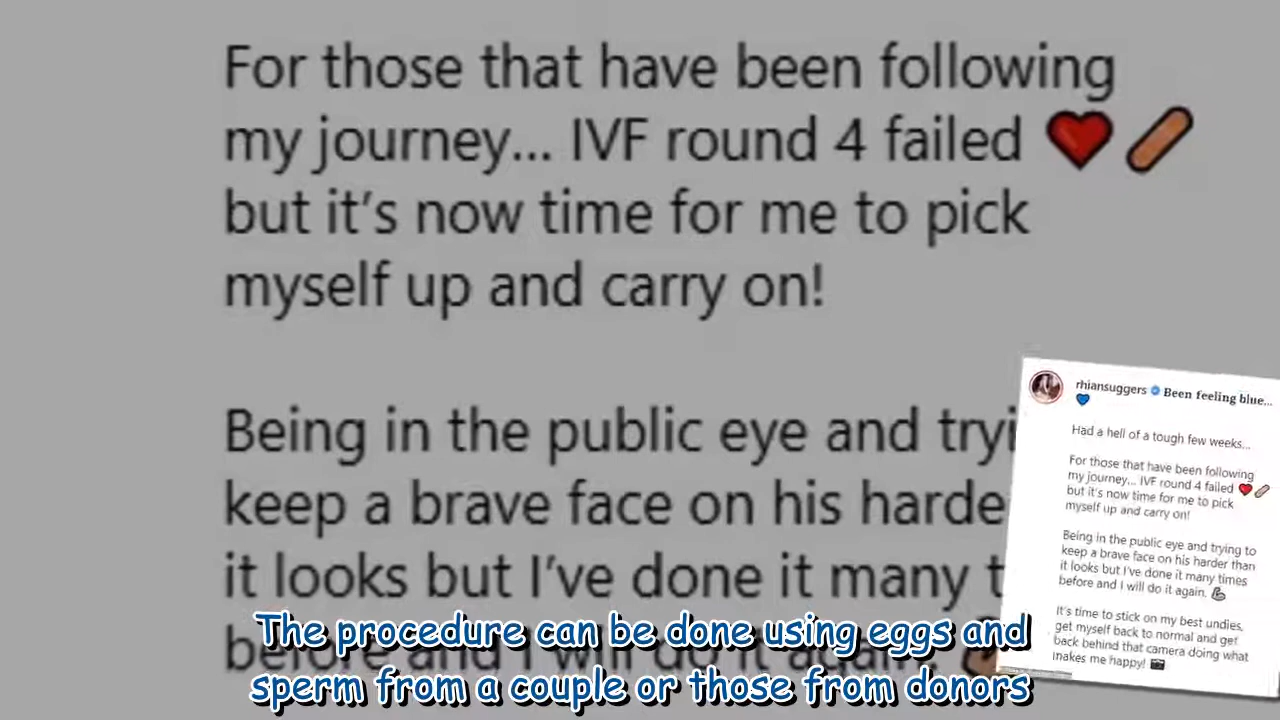 For those that have been following
my journey... IVF round 4 failed ❤️🩹
but it's now time for me to pick
myself up and carry on!
Being in the public eye and tryi
keep a brave face on his harde
it looks but I've done it many t
before and I will do it again.
The procedure can be done using eggs and
sperm from a couple or those from donors
rhiansuggers Been feeling blue...
💙
Had a hell of a tough few weeks...
For those that have been following
my journey... IVF round 4 failed ❤️🩹
but it's now time for me to pick
myself up and carry on!
Being in the public eye and trying to
keep a brave face on his harder than
it looks but I've done it many times
before and I will do it again. 💪
It's time to stick on my best undies,
get myself back to normal and get
back behind that camera doing what
makes me happy! 📷